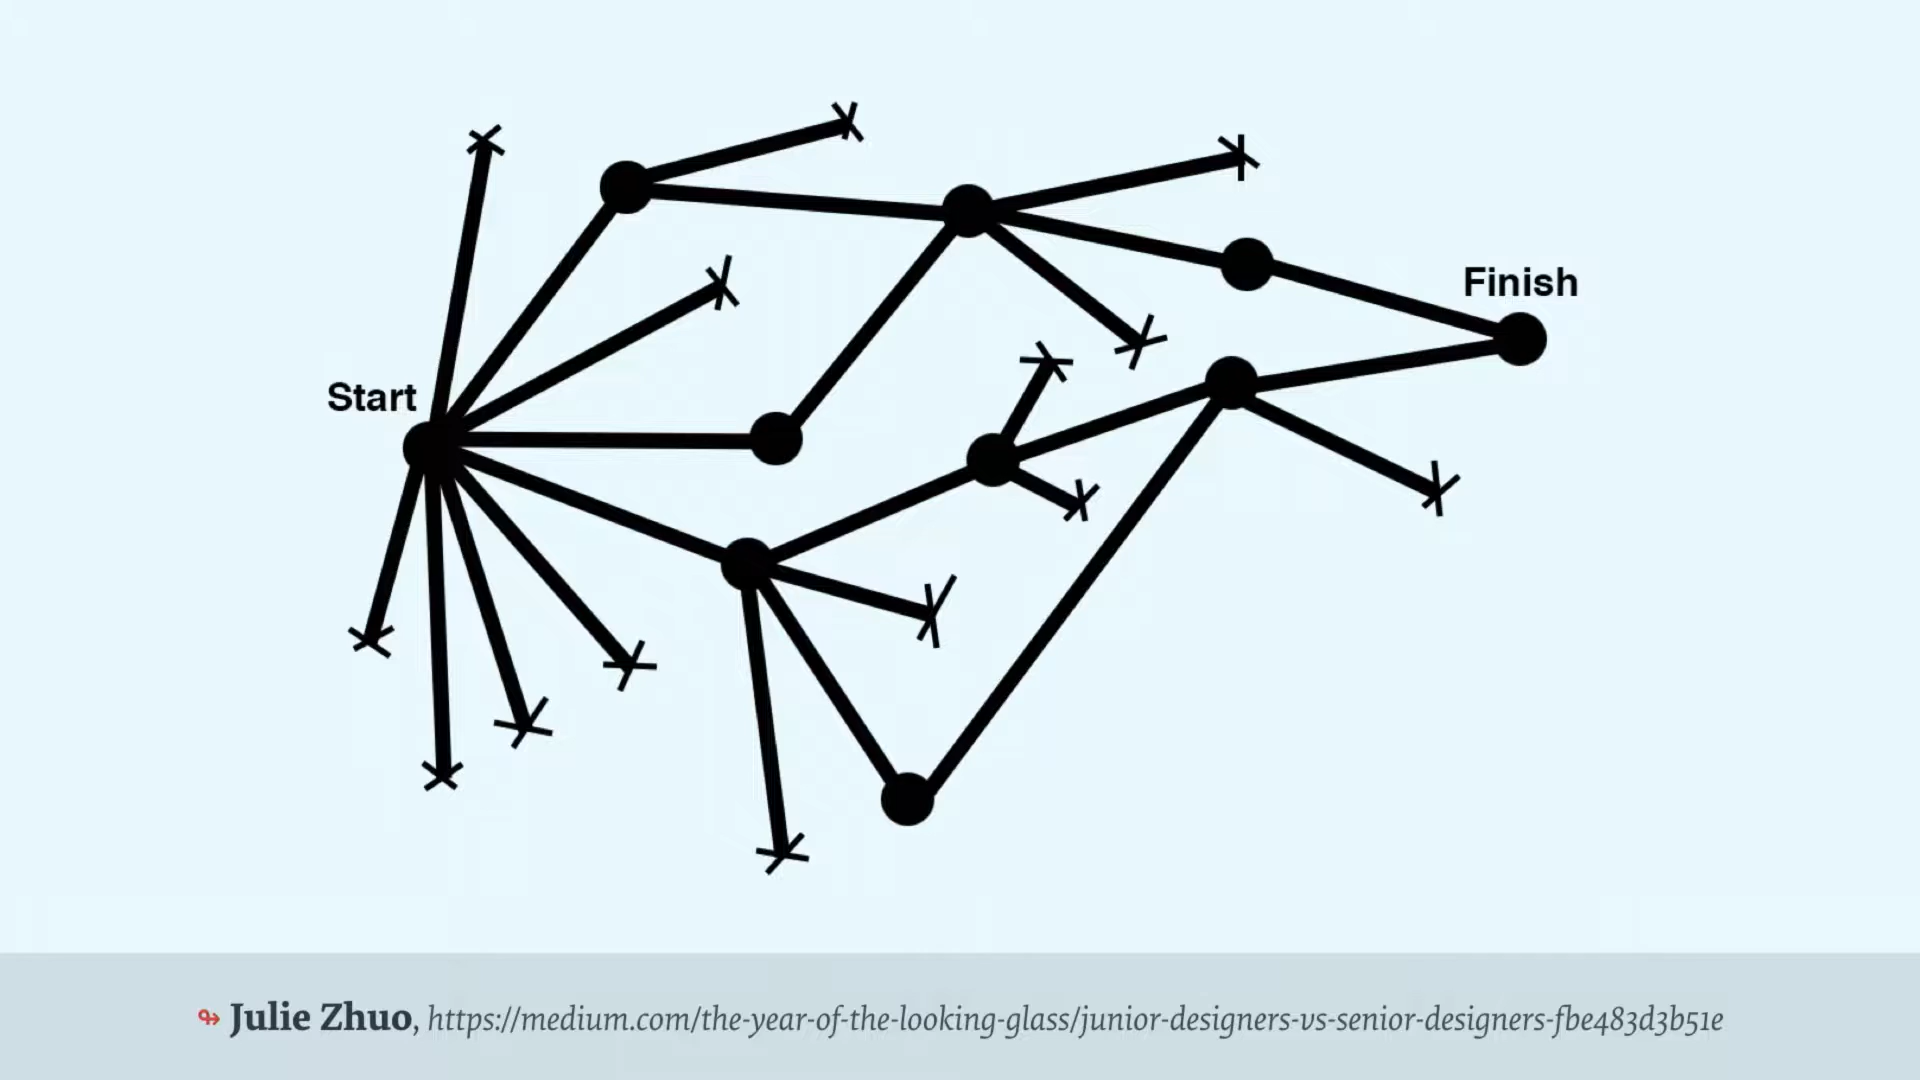 Finish
Start
↬ Julie Zhuo, https://medium.com/the-year-of-the-looking-glass/junior-designers-vs-senior-designers-fbe483d3b51e